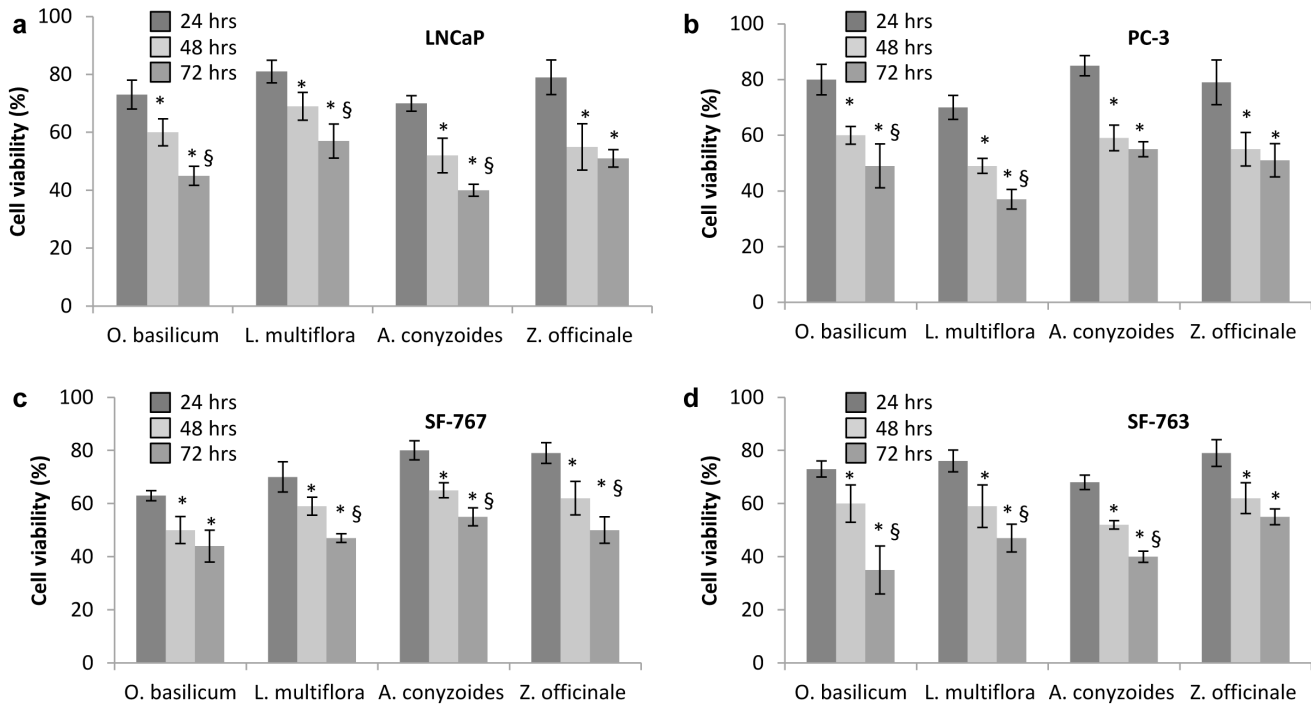 a
LNCaP
24 hrs
48 hrs
72 hrs
Cell viability (%)
100
80
60
40
20
0
* * § * * § * * § * *
O. basilicum L. multiflora A. conyzoides Z. officinale
b
PC-3
24 hrs
48 hrs
72 hrs
Cell viability (%)
100
80
60
40
20
0
* * § * * § * * * *
O. basilicum L. multiflora A. conyzoides Z. officinale
c
SF-767
24 hrs
48 hrs
72 hrs
Cell viability (%)
100
80
60
40
20
0
* * * * § * * § * * §
O. basilicum L. multiflora A. conyzoides Z. officinale
d
SF-763
24 hrs
48 hrs
72 hrs
Cell viability (%)
100
80
60
40
20
0
* * § * * § * * § * *
O. basilicum L. multiflora A. conyzoides Z. officinale